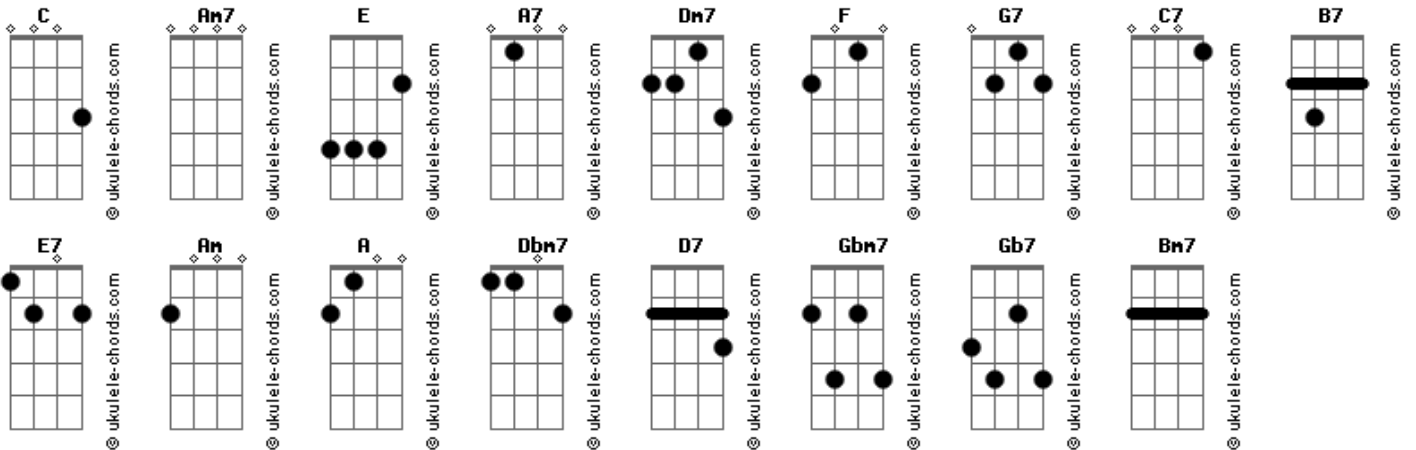 C Am7 E A7 Dm7 F G7 C7 B7
© ukulele-chords.com © ukulele-chords.com © ukulele-chords.com © ukulele-chords.com © ukulele-chords.com © ukulele-chords.com © ukulele-chords.com © ukulele-chords.com © ukulele-chords.com
E7 Am A Dbm7 D7 Gbm7 Gb7 Bm7
© ukulele-chords.com © ukulele-chords.com © ukulele-chords.com © ukulele-chords.com © ukulele-chords.com © ukulele-chords.com © ukulele-chords.com © ukulele-chords.com